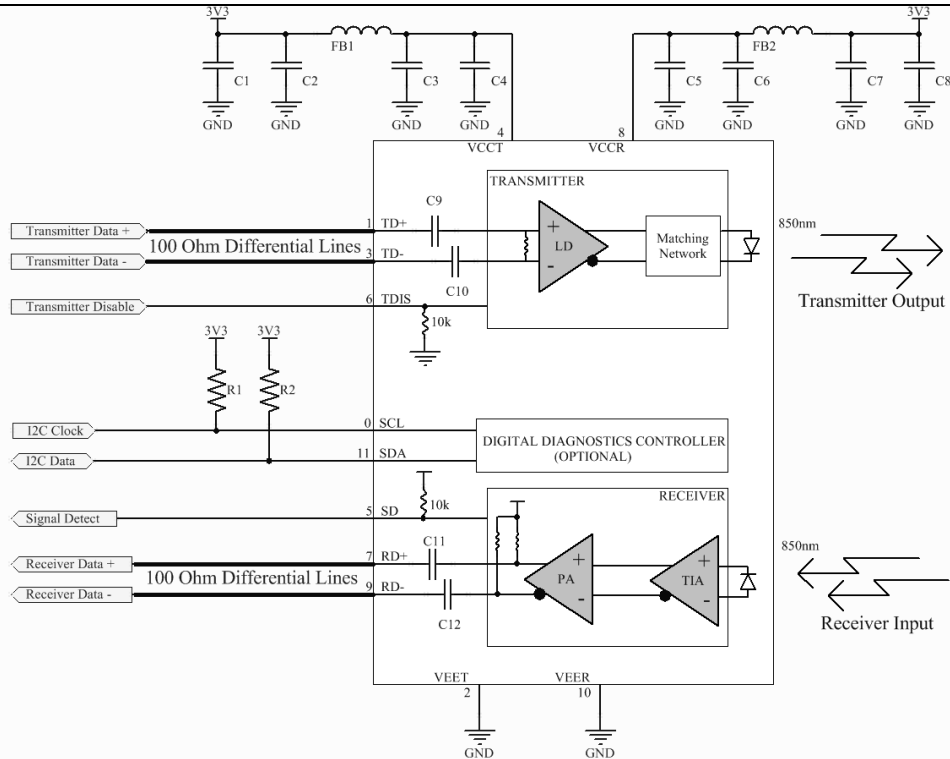 3V3
3V3
FB1
FB2
C1
C2
C3
C4
C5
C6
C7
C8
GND
GND
GND
GND
GND
GND
GND
GND
4
8
VCCT
VCCR
TRANSMITTER
C9
Transmitter Data +
1
TD+
+
LD
-
Matching
Network
850nm
100 Ohm Differential Lines
Transmitter Data -
3
TD-
C10
Transmitter Output
Transmitter Disable
6
TDIS
10k
3V3
3V3
R1
R2
I2C Clock
0
SCL
DIGITAL DIAGNOSTICS CONTROLLER
(OPTIONAL)
I2C Data
11
SDA
RECEIVER
10k
Signal Detect
5
SD
C11
850nm
Receiver Data +
7
RD+
+
PA
-
+
TIA
-
100 Ohm Differential Lines
Receiver Data -
9
RD-
C12
Receiver Input
VEET
VEER
2
10
GND
GND